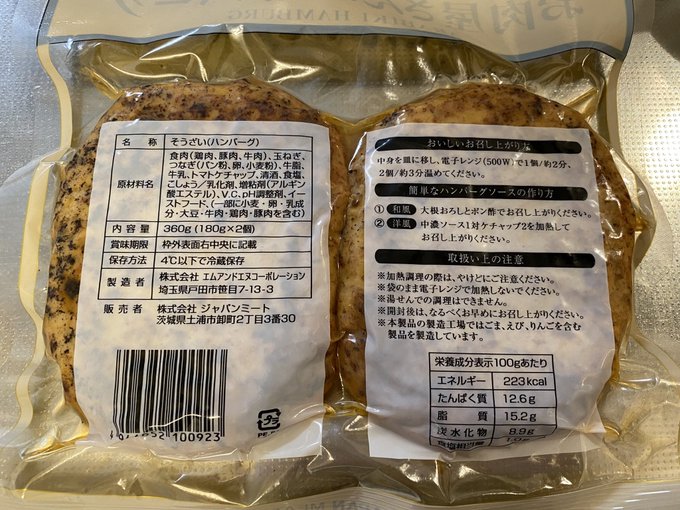 お肉屋さん
HAMBURG
名称 そうざい(ハンバーグ)
原材料名
食肉(鶏肉、豚肉、牛肉)、玉ねぎ、
つなぎ(パン粉、卵、小麦粉)、牛脂、
牛乳、トマトケチャップ、清酒、食塩、
こしょう/乳化剤、増粘剤(アルギン
酸エステル)、V.C、pH調整剤、イー
ストフード、(一部に小麦・卵・乳成
分・大豆・牛肉・鶏肉・豚肉を含む)
内容量 360g(180g×2個)
賞味期限 枠外表面右中央に記載
保存方法 4℃以下で冷蔵保存
製造者 株式会社 エムアンドエヌコーポレーション
埼玉県戸田市笹目7-13-3
販売者 株式会社 ジャパンミート
茨城県土浦市卸町2丁目3番30
100923
プラ
おいしいお召し上がり方
中身を皿に移し、電子レンジ(500W)で1個/約2分、
2個/約3分温めてください。
簡単なハンバーグソースの作り方
① 和風 大根おろしとポン酢でお召し上がりください。
② 洋風 中濃ソース1対ケチャップ2を加熱して
お召し上がりください。
取扱い上の注意
※加熱調理の際は、やけどにご注意ください。
※袋のまま電子レンジで加熱しないでください。
※湯せんでの調理はできません。
※開封後は、なるべくお早めにお召し上がりください。
※本製品の製造工場ではごま、えび、りんごを含む
製品を製造しています。
栄養成分表示100gあたり
エネルギー 223kcal
たんぱく質 12.6g
脂質 15.2g
炭水化物 8.9g
食塩相当量 1.0g